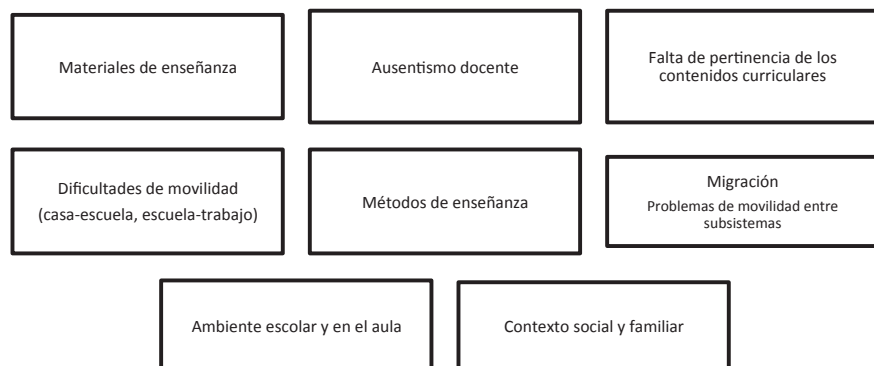 Materiales de enseñanza
Ausentismo docente
Falta de pertinencia de los
contenidos curriculares
Dificultades de movilidad
(casa-escuela, escuela-trabajo)
Métodos de enseñanza
Migración
Problemas de movilidad entre
subsistemas
Ambiente escolar y en el aula
Contexto social y familiar